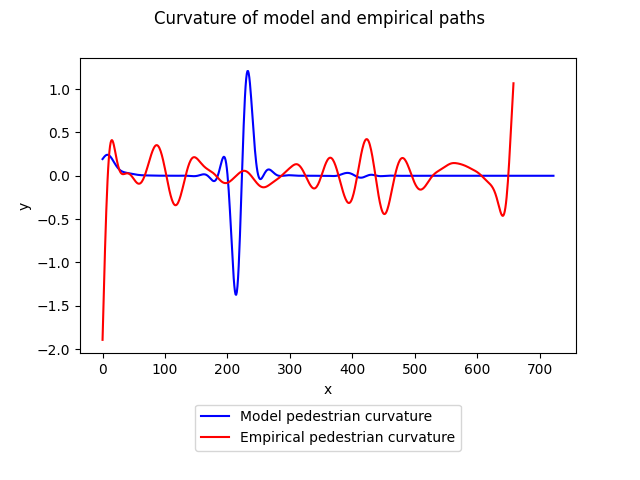 Curvature of model and empirical paths
1.0
0.5
0.0
−0.5
−1.0
−1.5
−2.0
y
0 100 200 300 400 500 600 700
x
Model pedestrian curvature
Empirical pedestrian curvature